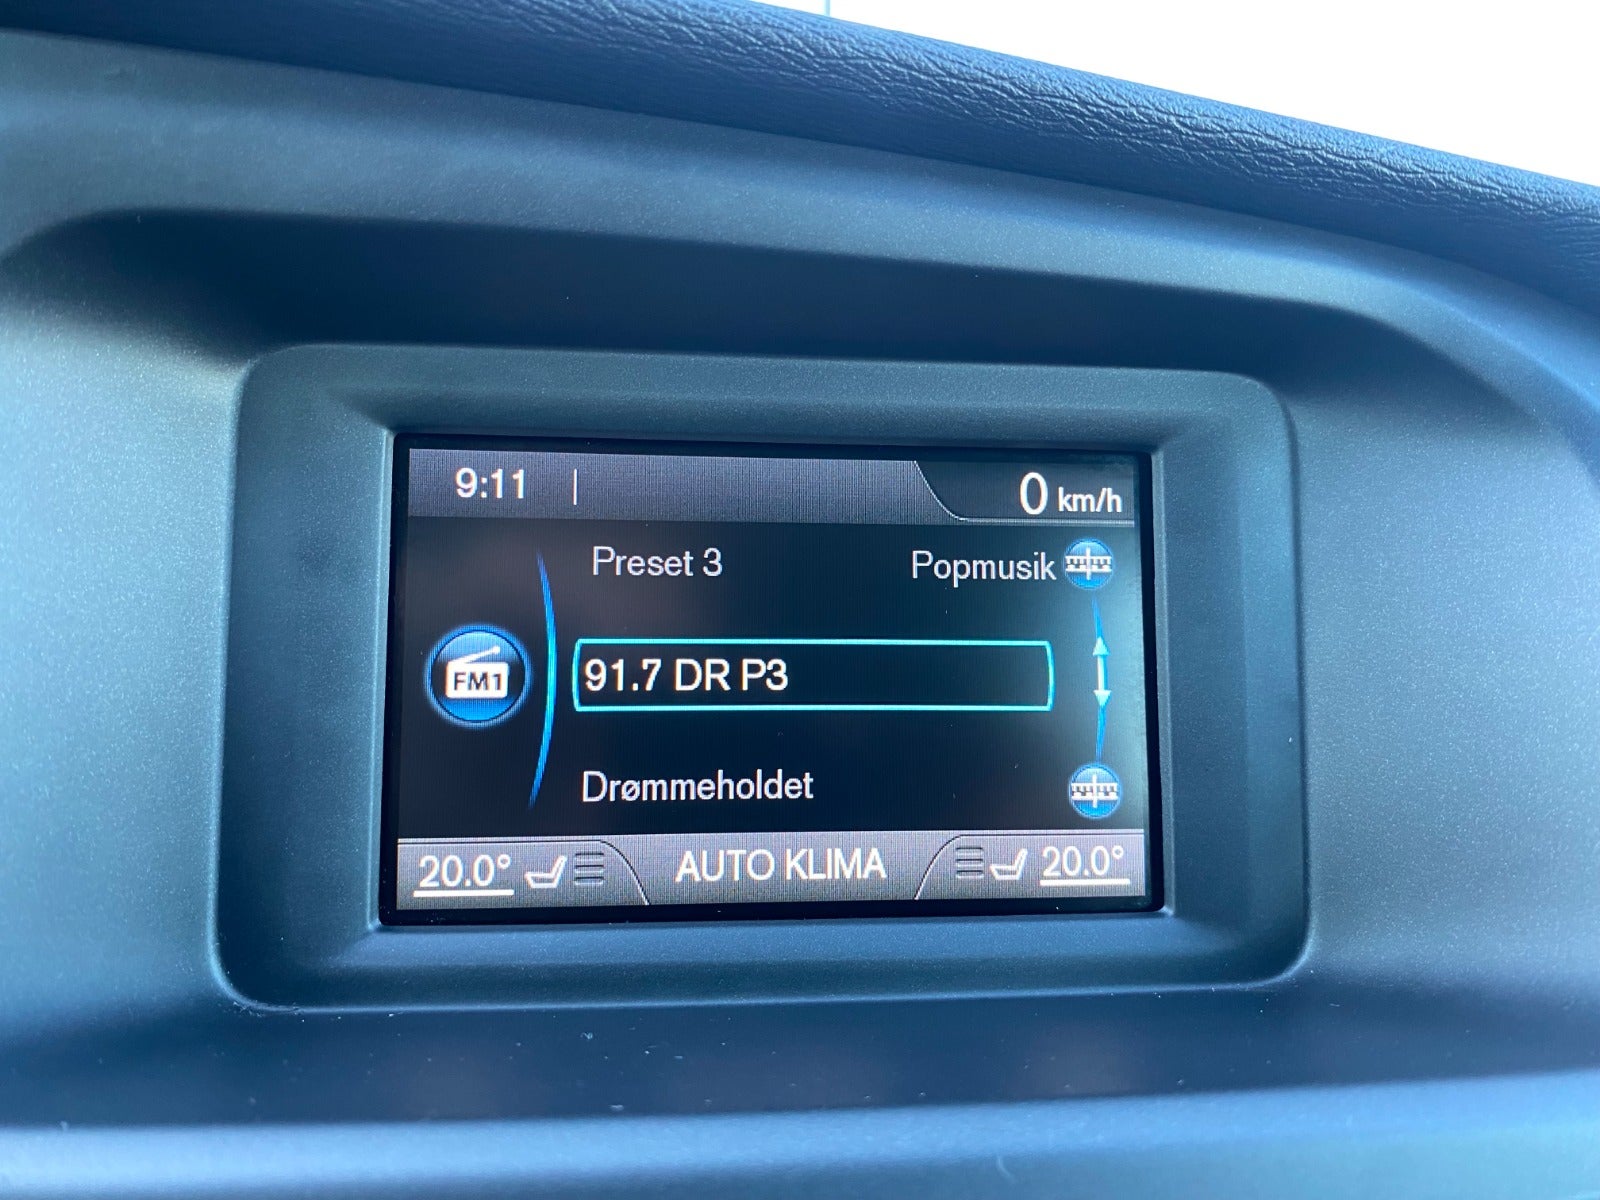 9:11
0 km/h
Preset 3 Popmusik
FM1
91.7 DR P3
Drømmeholdet
20.0° AUTO KLIMA 20.0°